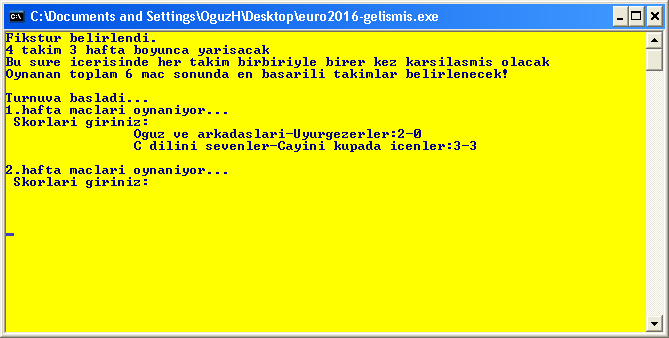 C:\Documents and Settings\OguzH\Desktop\euro2016-gelismis.exe
Fikstur belirlendi.
4 takim 3 hafta boyunca yarisacak
Bu sure icerisinde her takim birbiriyle birer kez karsilasmis olacak
Oynanan toplam 6 mac sonunda en basarili takimlar belirlenecek!
Turnuva basladi...
1.hafta maclari oynaniyor...
Skorlari giriniz:
Oguz ve arkadaslari-Uyurgezerler:2-0
C dilini sevenler-Cayini kupada icenler:3-3
2.hafta maclari oynaniyor...
Skorlari giriniz: